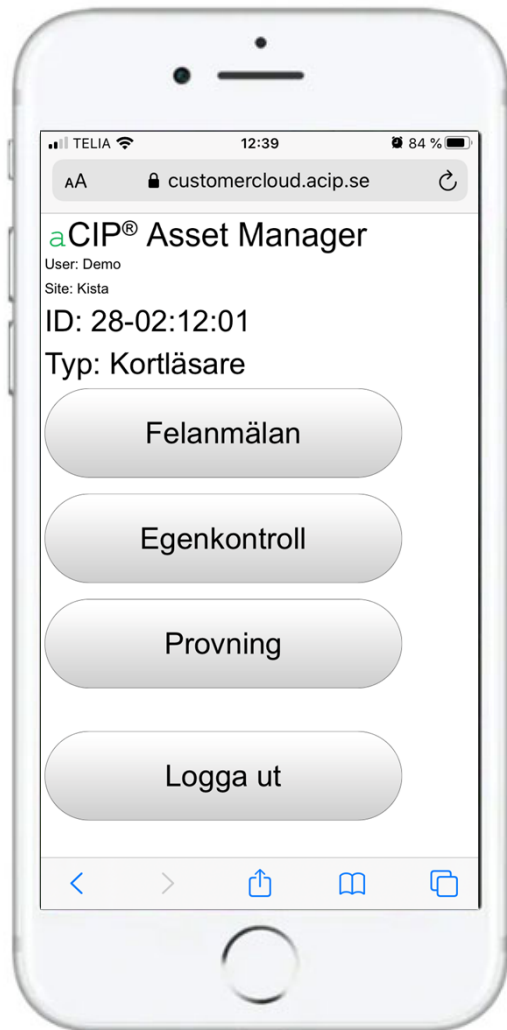 TELIA 12:39 84 %
AA customercloud.acip.se
aCIP® Asset Manager
User: Demo
Site: Kista
ID: 28-02:12:01
Typ: Kortläsare
Felanmälan
Egenkontroll
Provning
Logga ut